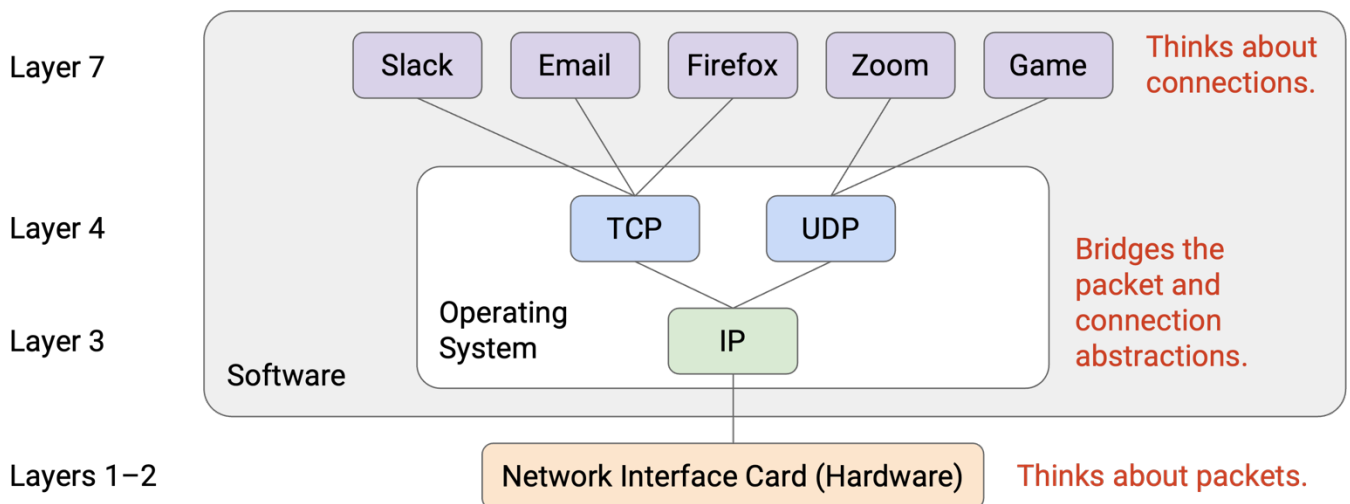 Layer 7
Slack
Email
Firefox
Zoom
Game
Thinks about
connections.
Layer 4
TCP
UDP
Bridges the
packet and
connection
abstractions.
Layer 3
Operating
System
IP
Software
Layers 1–2
Network Interface Card (Hardware)
Thinks about packets.